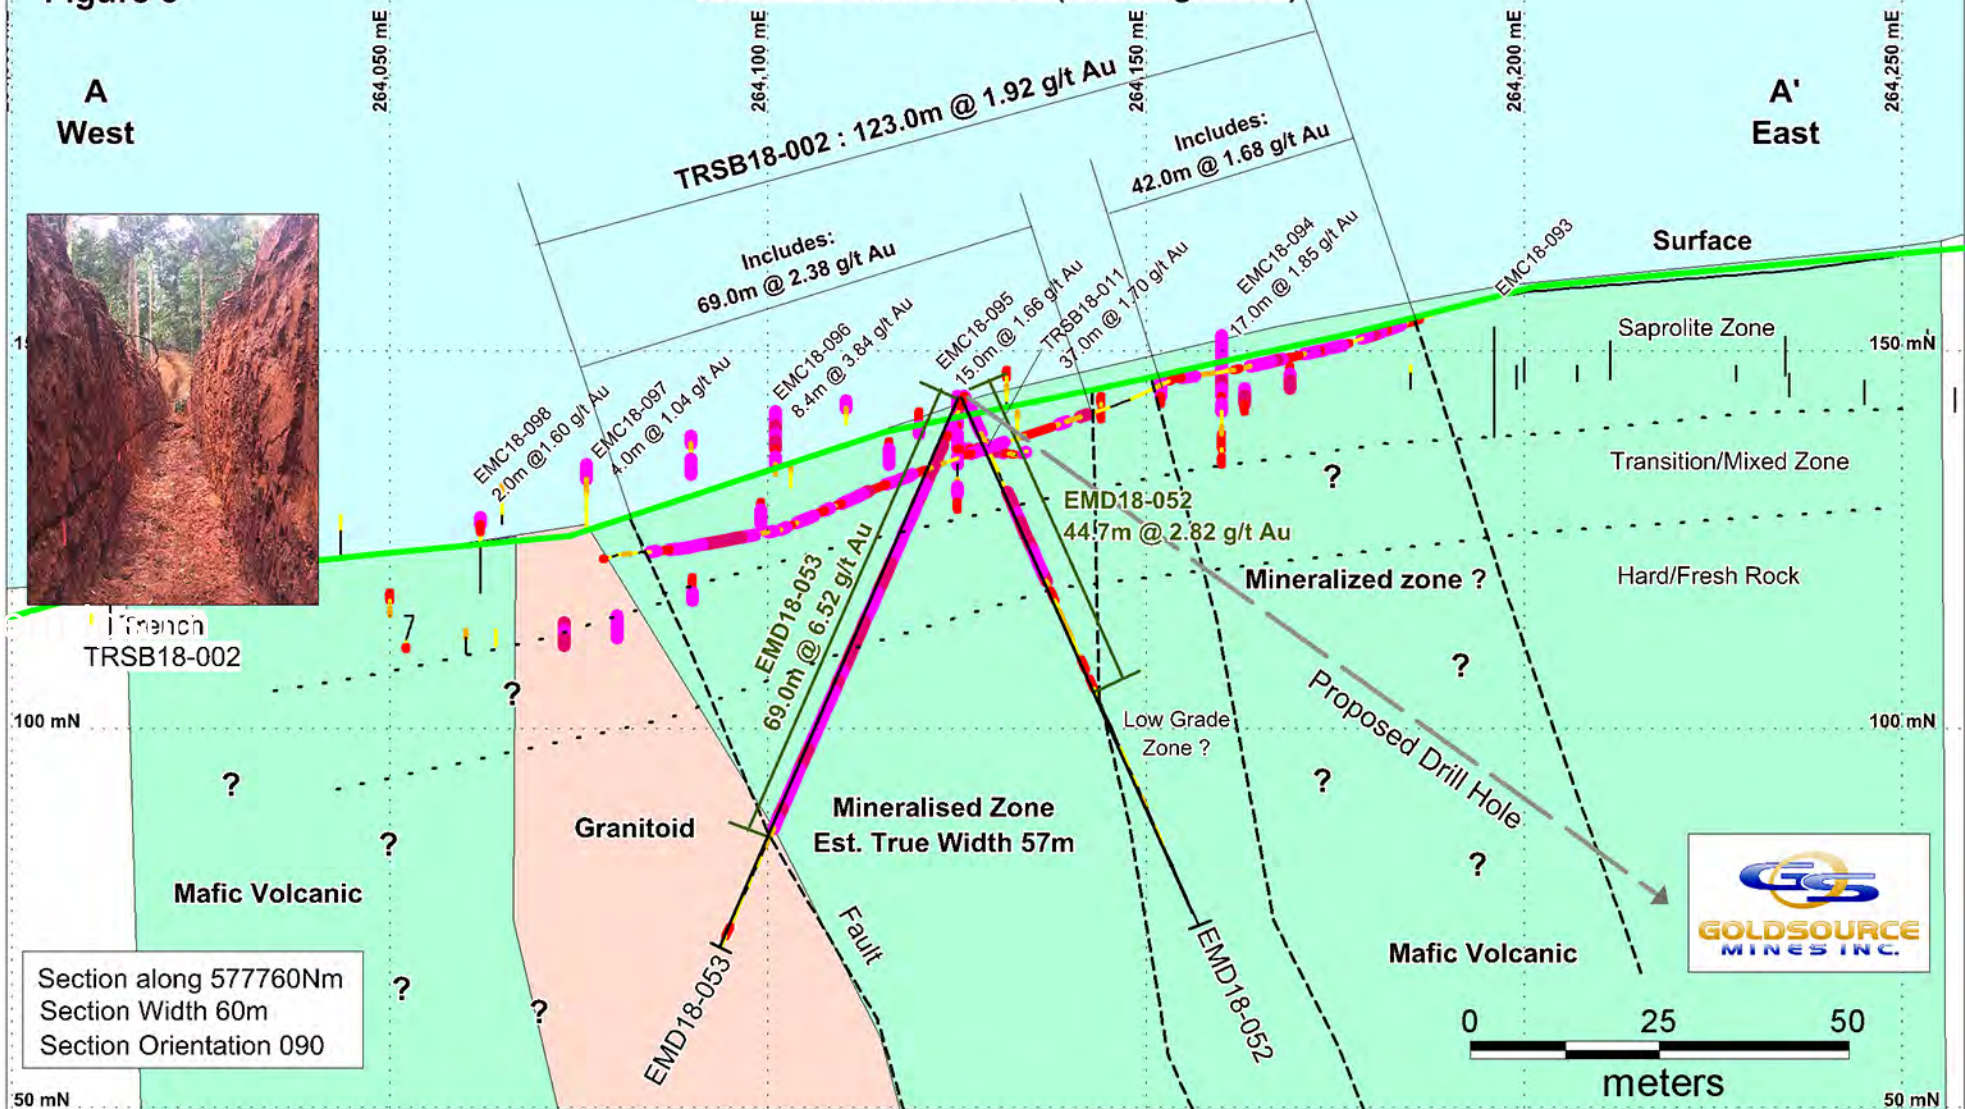 A
West
264,050 mE
264,100 mE
264,150 mE
264,200 mE
264,250 mE
A'
East
TRSB18-002 : 123.0m @ 1.92 g/t Au
Includes:
42.0m @ 1.68 g/t Au
Includes:
69.0m @ 2.38 g/t Au
EMC18-098
2.0m @1.60 g/t Au
EMC18-097
4.0m @ 1.04 g/t Au
EMC18-096
8.4m @ 3.84 g/t Au
EMC18-095
15.0m @ 1.66 g/t Au
TRSB18-011
37.0m @ 1.70 g/t Au
EMC18-094
17.0m @ 1.85 g/t Au
EMC18-093
Surface
Saprolite Zone
150 mN
Transition/Mixed Zone
?
EMD18-052
44.7m @ 2.82 g/t Au
Mineralized zone ?
Hard/Fresh Rock
EMD18-053
69.0m @ 6.52 g/t Au
Trench
TRSB18-002
7
?
?
100 mN
Low Grade
Zone ?
Proposed Drill Hole
100 mN
?
?
?
Granitoid
Mineralised Zone
Est. True Width 57m
?
Mafic Volcanic
Fault
Mafic Volcanic
GS
GOLDSOURCE
MINES INC.
Section along 577760Nm
Section Width 60m
Section Orientation 090
?
?
EMD18-053
EMD18-052
0 25 50
meters
50 mN
50 mN